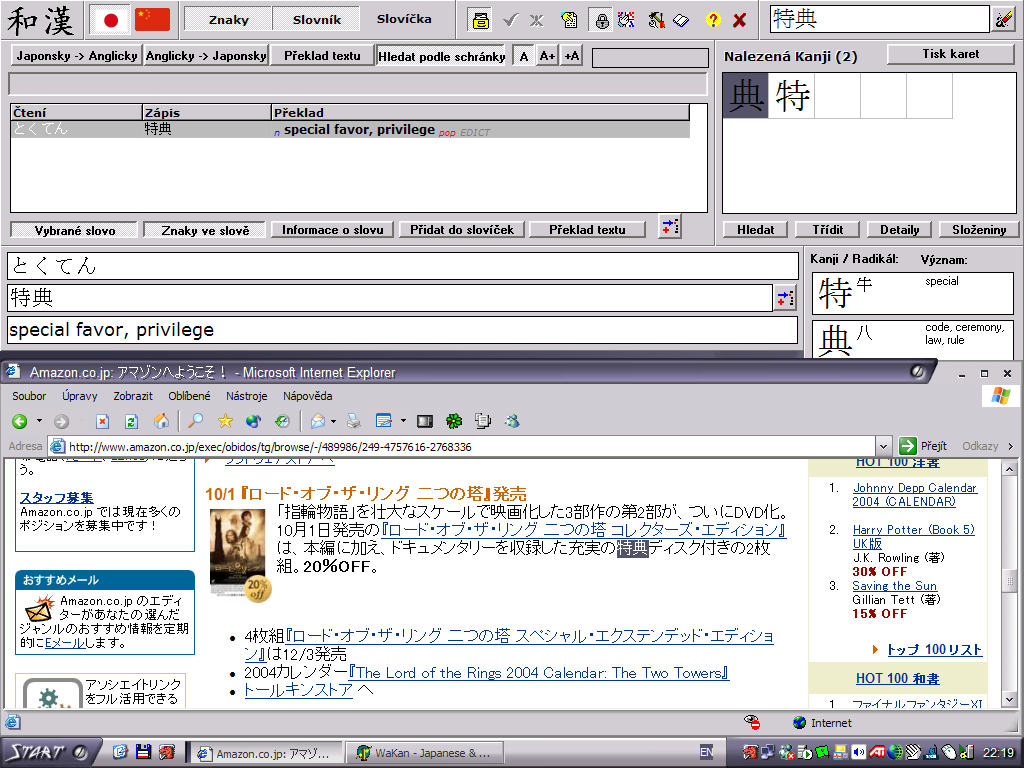 和漢 Znaky Slovník Slovíčka 特典
Japonsky -> Anglicky Anglicky -> Japonsky Překlad textu Hledat podle schránky A A+ +A
Nalezená Kanji (2) Tisk karet
典 特
Čtení Zápis Překlad
とくてん 特典 n special favor, privilege pop EDICT
Vybrané slovo Znaky ve slově Informace o slovu Přidat do slovíček Překlad textu
Hledat Třídit Detaily Složeniny
とくてん
特典
special favor, privilege
Kanji / Radikál: Význam:
特 牛 special
典 八 code, ceremony,
law, rule
Amazon.co.jp: アマゾンへようこそ！ - Microsoft Internet Explorer
Soubor Úpravy Zobrazit Oblíbené Nástroje Nápověda
Adresa http://www.amazon.co.jp/exec/obidos/tg/browse/-/489986/249-4757616-2768336 Přejít Odkazy
う。
スタッフ募集
Amazon.co.jp では現在多くの
ポジションを募集中です！
おすすめメール
Amazon.co.jp のエディ
ターがあなたの選んだ
ジャンルのおすすめ情報を定期
的にEメールします。
アソシエイトリンク
をフル活用できる
10/1『ロード・オブ・ザ・リング 二つの塔』発売
「指輪物語」を壮大なスケールで映画化した3部作の第2部が、ついにDVD化。
10月1日発売の『ロード・オブ・ザ・リング 二つの塔 コレクターズ・エディション』
は、本編に加え、ドキュメンタリーを収録した充実の特典ディスク付きの2枚
組。20%OFF。
20%
off
4枚組『ロード・オブ・ザ・リング 二つの塔 スペシャル・エクステンデッド・エディショ
ン』は12/3発売
2004カレンダー『The Lord of the Rings 2004 Calendar: The Two Towers』
トールキンストア へ
HOT 100 洋書
1. Johnny Depp Calendar
2004 (CALENDAR)
2. Harry Potter (Book 5)
UK版
J.K. Rowling (著)
30% OFF
3. Saving the Sun
Gillian Tett (著)
15% OFF
トップ 100リスト
HOT 100 和書
1. ファイナルファンタジーXI
Internet
START Amazon.co.jp: アマゾ... WaKan - Japanese & ... EN 22:19